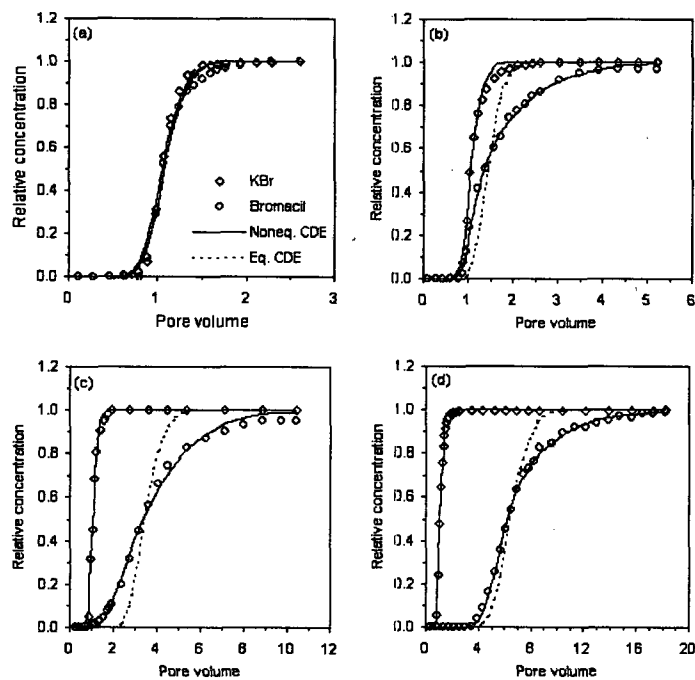 (a)
1.2
1.0
0.8
0.6
0.4
0.2
0.0
Relative concentration
KBr
Bromacil
Noneq. CDE
Eq. CDE
0 1 2 3
Pore volume
(b)
1.2
1.0
0.8
0.6
0.4
0.2
0.0
Relative concentration
0 1 2 3 4 5 6
Pore volume
(c)
1.2
1.0
0.8
0.6
0.4
0.2
0.0
Relative concentration
0 2 4 6 8 10 12
Pore volume
(d)
1.2
1.0
0.8
0.6
0.4
0.2
0.0
Relative concentration
0 4 8 12 16 20
Pore volume